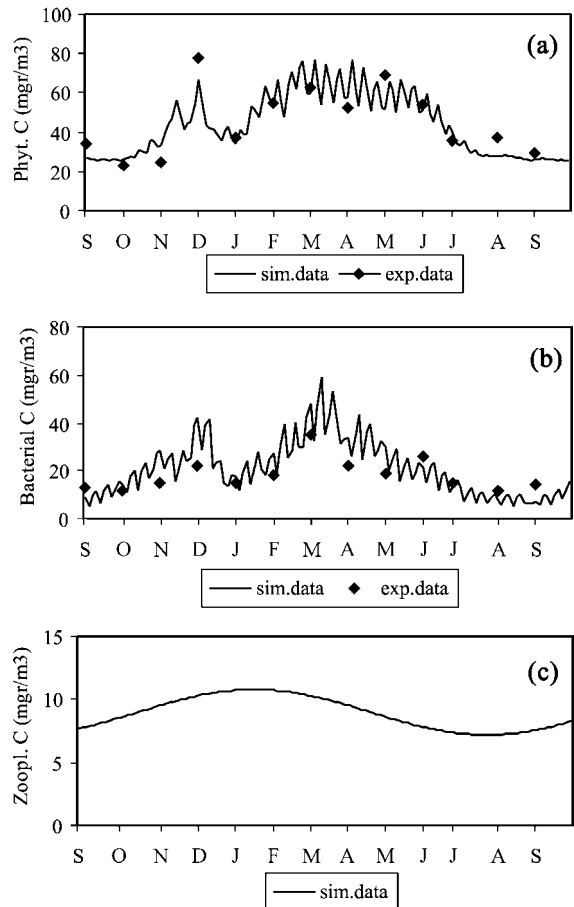 100
80
60
40
20
0
Phyt. C (mgr/m3)
(a)
S O N D J F M A M J J A S
sim.data exp.data
80
60
40
20
0
Bacterial C (mgr/m3)
(b)
S O N D J F M A M J J A S
sim.data exp.data
15
10
5
0
Zoopl. C (mgr/m3)
(c)
S O N D J F M A M J J A S
sim.data